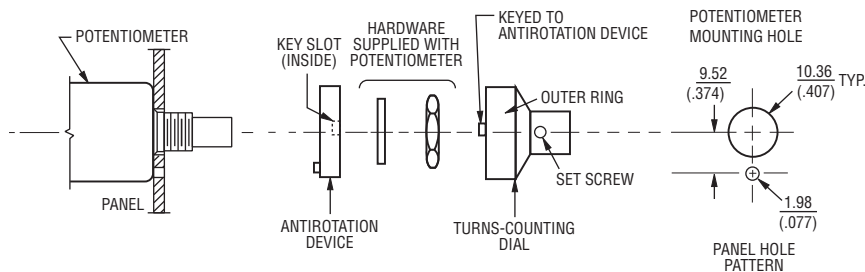 POTENTIOMETER
PANEL
KEY SLOT
(INSIDE)
ANTIROTATION
DEVICE
HARDWARE
SUPPLIED WITH
POTENTIOMETER
KEYED TO
ANTIROTATION DEVICE
OUTER RING
SET SCREW
TURNS-COUNTING
DIAL
POTENTIOMETER
MOUNTING HOLE
9.52
(.374)
10.36
(.407)
TYP.
1.98
(.077)
PANEL HOLE
PATTERN